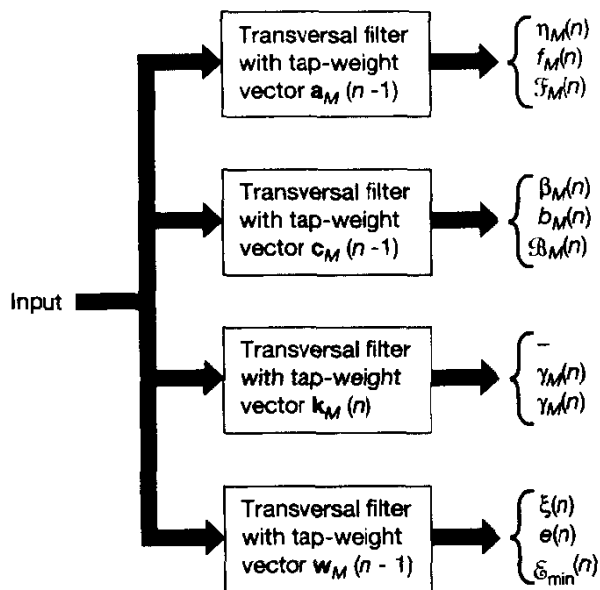 Transversal filter
with tap-weight
vector a_M (n -1)
η_M(n)
f_M(n)
ℱ_M(n)
Transversal filter
with tap-weight
vector c_M (n -1)
β_M(n)
b_M(n)
ℬ_M(n)
Input
Transversal filter
with tap-weight
vector k_M (n)
–
γ_M(n)
γ_M(n)
Transversal filter
with tap-weight
vector w_M (n - 1)
ξ(n)
e(n)
ℰ_min(n)